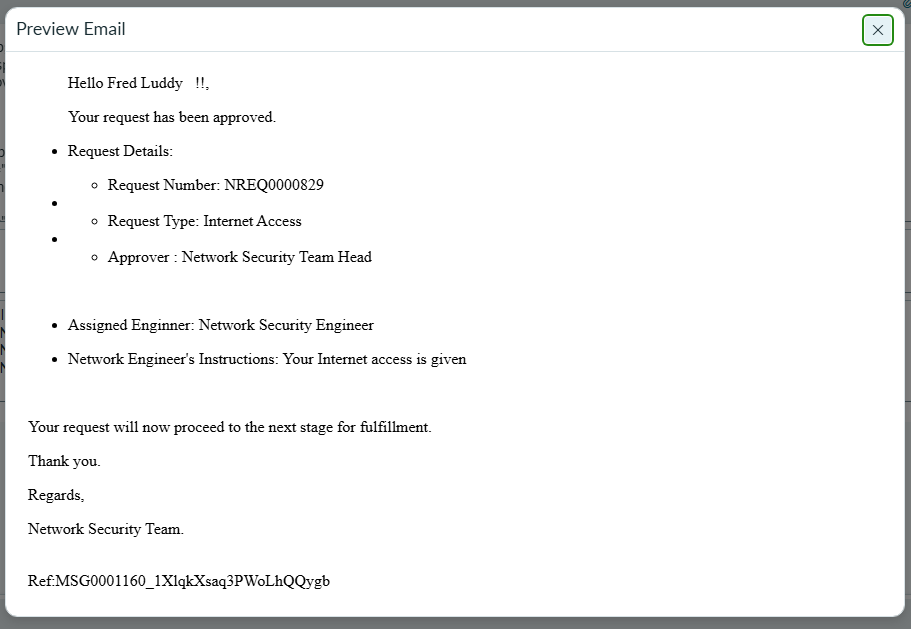 Preview Email
Hello Fred Luddy !!,
Your request has been approved.
Request Details:
Request Number: NREQ0000829
Request Type: Internet Access
Approver : Network Security Team Head
Assigned Enginner: Network Security Engineer
Network Engineer's Instructions: Your Internet access is given
Your request will now proceed to the next stage for fulfillment.
Thank you.
Regards,
Network Security Team.
Ref:MSG0001160_1XlqkXsaq3PWoLhQQygb